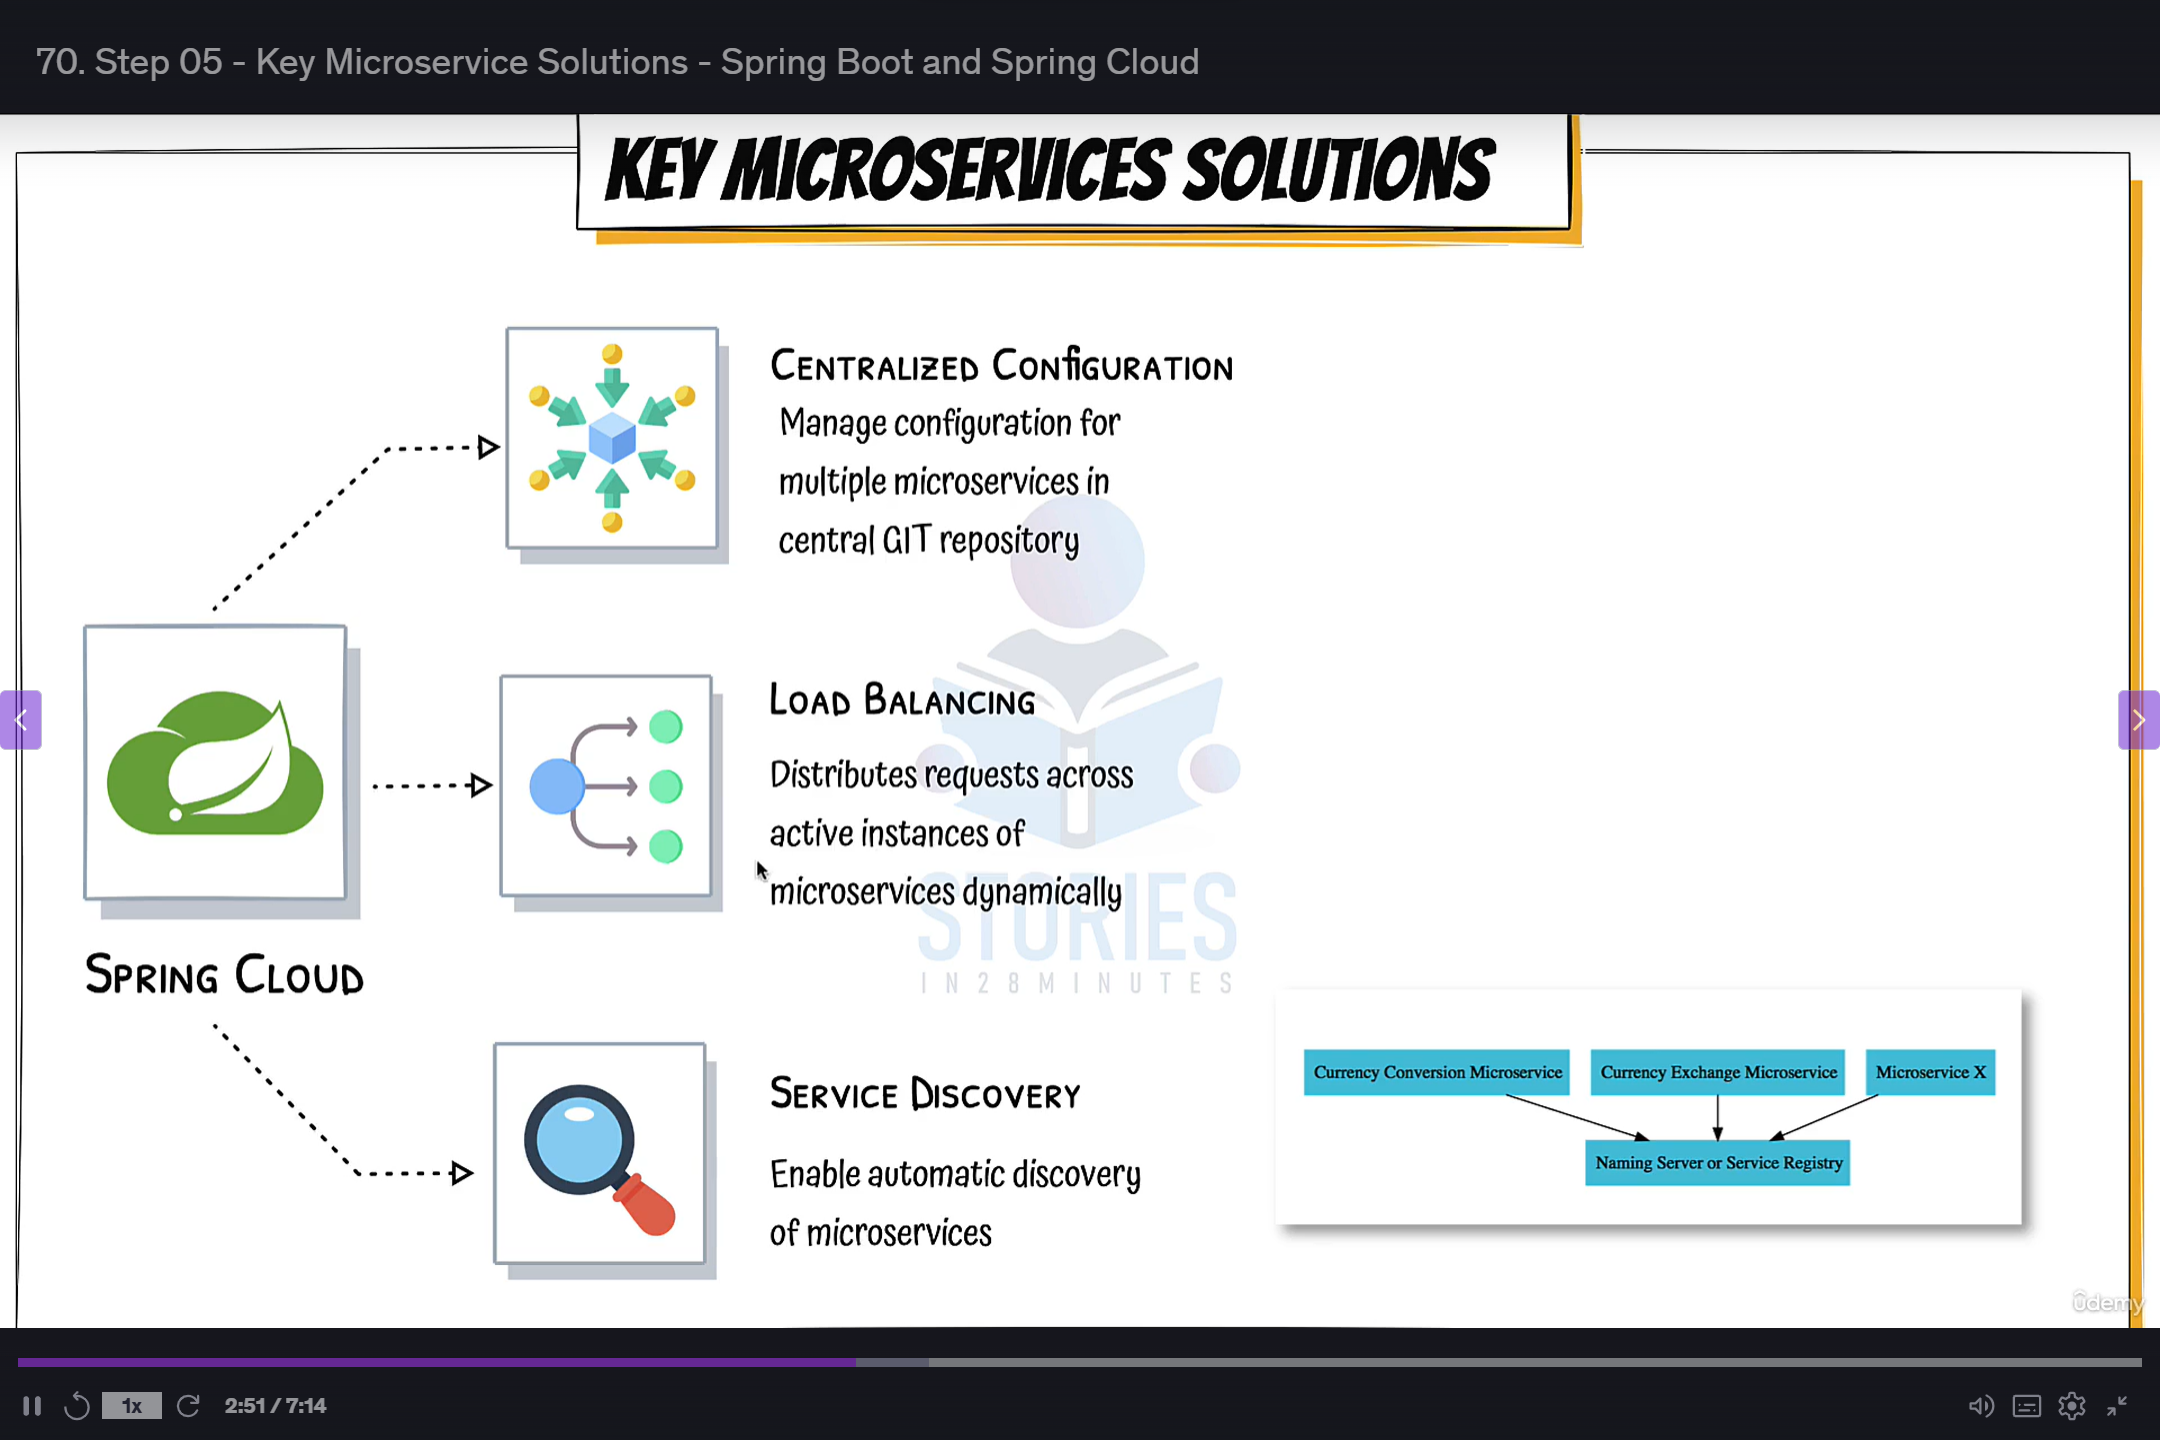 70. Step 05 - Key Microservice Solutions - Spring Boot and Spring Cloud
KEY MICROSERVICES SOLUTIONS
Centralized Configuration
Manage configuration for
multiple microservices in
central GIT repository
Load Balancing
Distributes requests across
active instances of
microservices dynamically
STORIES
IN28MINUTES
Spring Cloud
Service Discovery
Enable automatic discovery
of microservices
Currency Conversion Microservice
Currency Exchange Microservice
Microservice X
Naming Server or Service Registry
ûdemy
1x
2:51 / 7:14